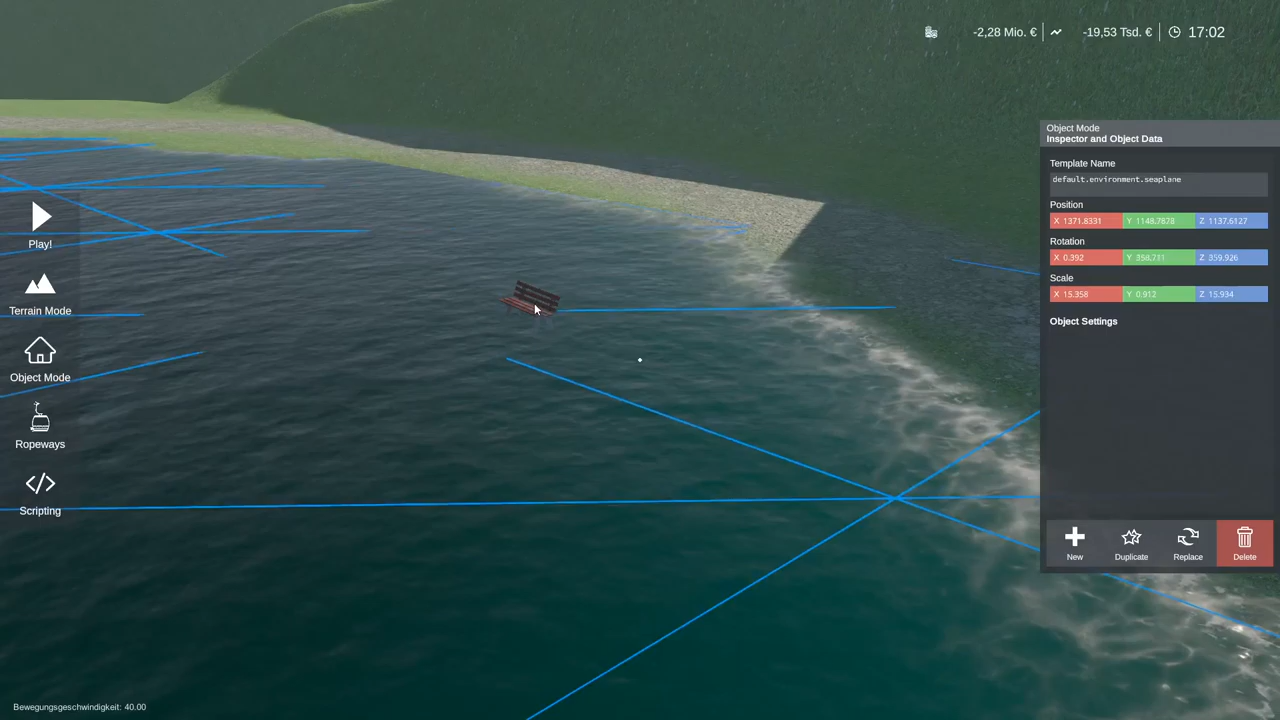 -2,28 Mio. €
-19,53 Tsd. €
17:02
Object Mode
Inspector and Object Data
Template Name
default.environment.seaplane
Position
X 1371.8331 Y 1148.7878 Z 1137.6127
Rotation
X 0.392 Y 358.711 Z 359.926
Scale
X 15.358 Y 0.912 Z 15.934
Object Settings
New
Duplicate
Replace
Delete
Play!
Terrain Mode
Object Mode
Ropeways
Scripting
Bewegungsgeschwindigkeit: 40.00